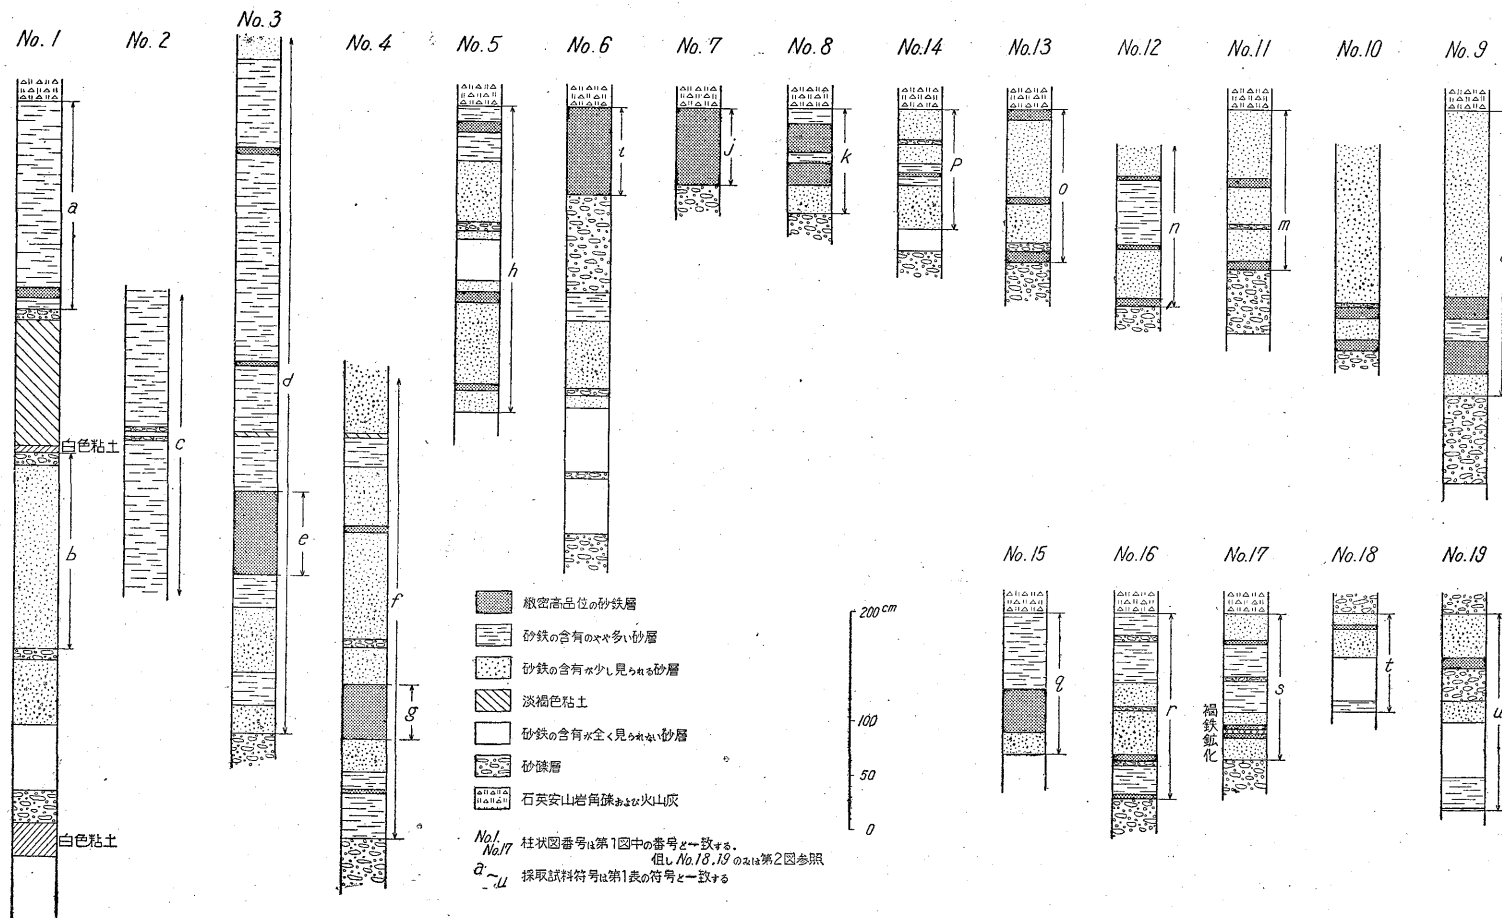 No. 1
No. 2
No. 3
No. 4
No. 5
No. 6
No. 7
No. 8
No.14
No.13
No.12
No.11
No.10
No.9
a
白色粘土
b
白色粘土
c
d
e
f
g
h
i
j
k
p
o
n
m
No.15
No.16
No.17
No.18
No.19
q
r
褐鉄鉱化
s
t
u
緻密高品位の砂鉄層
砂鉄の含有のやや多い砂層
砂鉄の含有が少し見られる砂層
淡褐色粘土
砂鉄の含有が全く見られない砂層
砂礫層
石英安山岩角礫および火山灰
200 cm
100
50
0
No.1. No.17 柱状図番号は第1図中の番号と一致する.
但しNo.18,19のみは第2図参照
a~u 採取試料符号は第1表の符号と一致する